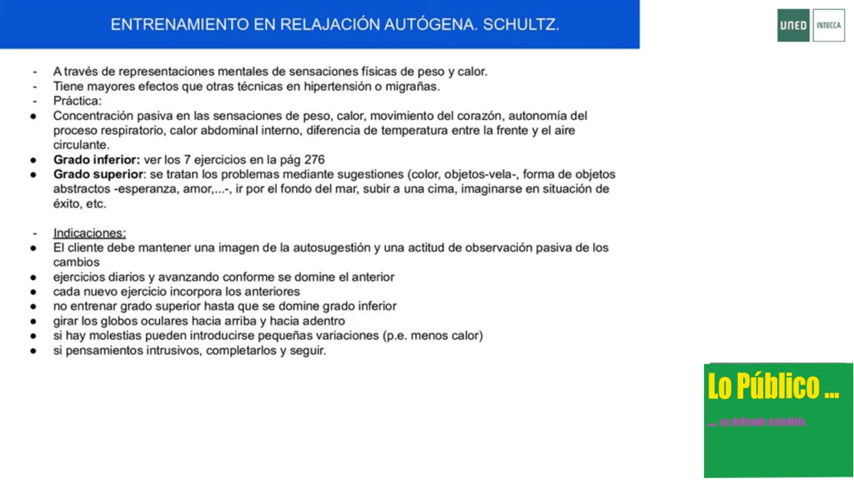 ENTRENAMIENTO EN RELAJACIÓN AUTÓGENA. SCHULTZ.
UNED
INTECCA
- A través de representaciones mentales de sensaciones físicas de peso y calor.
- Tiene mayores efectos que otras técnicas en hipertensión o migrañas.
- Práctica:
● Concentración pasiva en las sensaciones de peso, calor, movimiento del corazón, autonomía del
proceso respiratorio, calor abdominal interno, diferencia de temperatura entre la frente y el aire
circulante.
● Grado inferior: ver los 7 ejercicios en la pág 276
● Grado superior: se tratan los problemas mediante sugestiones (color, objetos-vela-, forma de objetos
abstractos -esperanza, amor,...-, ir por el fondo del mar, subir a una cima, imaginarse en situación de
éxito, etc.
- Indicaciones:
● El cliente debe mantener una imagen de la autosugestión y una actitud de observación pasiva de los
cambios
● ejercicios diarios y avanzando conforme se domine el anterior
● cada nuevo ejercicio incorpora los anteriores
● no entrenar grado superior hasta que se domine grado inferior
● girar los globos oculares hacia arriba y hacia adentro
● si hay molestias pueden introducirse pequeñas variaciones (p.e. menos calor)
● si pensamientos intrusivos, completarlos y seguir.
Lo Público ...